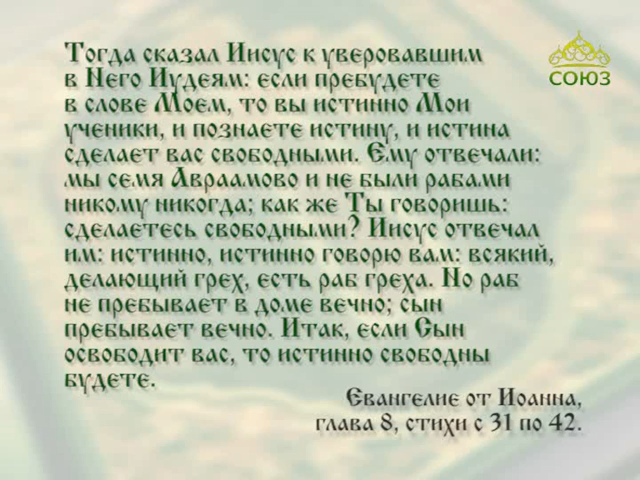 СОЮЗ
Тогда сказал Иисус к уверовавшим
в Него Иудеям: если пребудете
в слове Моем, то вы истинно Мои
ученики, и познаете истину, и истина
сделает вас свободными. Ему отвечали:
мы семя Авраамово и не были рабами
никому никогда; как же Ты говоришь:
сделаетесь свободными? Иисус отвечал
им: истинно, истинно говорю вам: всякий,
делающий грех, есть раб греха. Но раб
не пребывает в доме вечно; сын
пребывает вечно. Итак, если Сын
освободит вас, то истинно свободны
будете.
Евангелие от Иоанна,
глава 8, стихи с 31 по 42.